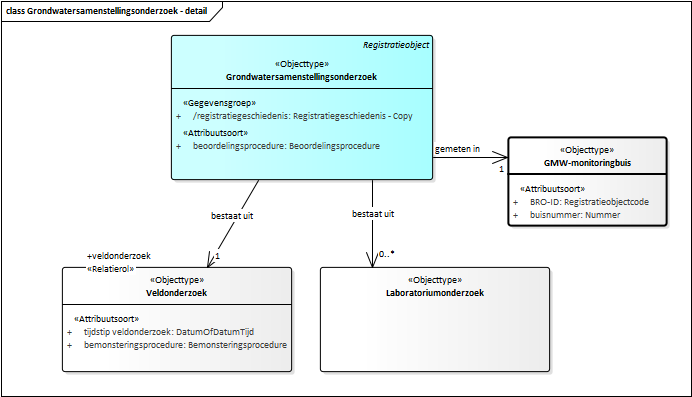 class Grondwatersamenstellingsonderzoek - detail
Registratieobject
«Objecttype»
Grondwatersamenstellingsonderzoek
«Gegevensgroep»
+ /registratiegeschiedenis: Registratiegeschiedenis - Copy
«Attribuutsoort»
+ beoordelingsprocedure: Beoordelingsprocedure
gemeten in
1
«Objecttype»
GMW-monitoringbuis
«Attribuutsoort»
+ BRO-ID: Registratieobjectcode
+ buisnummer: Nummer
bestaat uit
bestaat uit
+veldonderzoek
1
«Relatierol»
0..*
«Objecttype»
Veldonderzoek
«Attribuutsoort»
+ tijdstip veldonderzoek: DatumOfDatumTijd
+ bemonsteringsprocedure: Bemonsteringsprocedure
«Objecttype»
Laboratoriumonderzoek